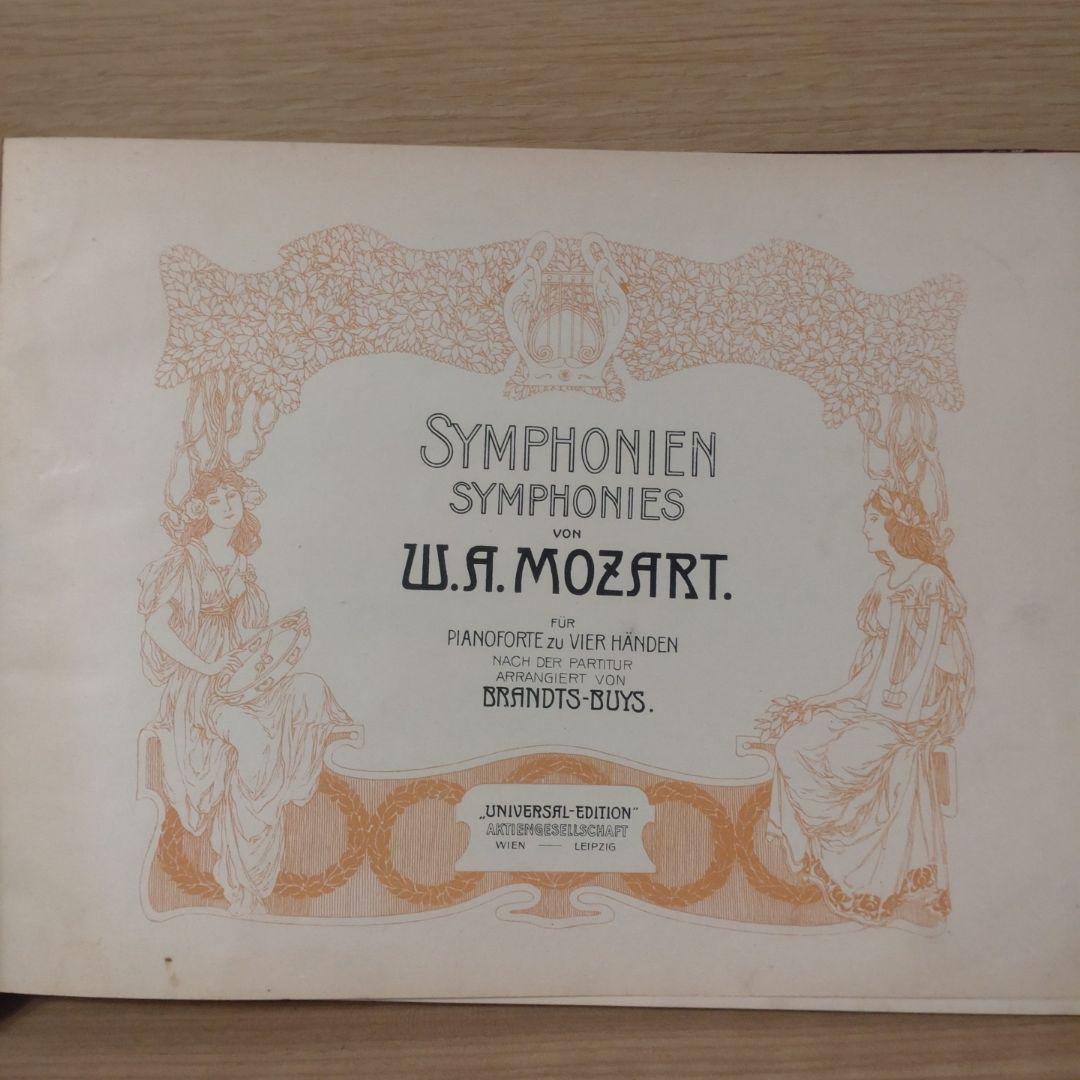 SYMPHONIEN
SYMPHONIES
VON
W.A. MOZART.
FÜR
PIANOFORTE ZU VIER HÄNDEN
NACH DER PARTITUR
ARRANGIERT VON
BRANDTS-BUYS.
„UNIVERSAL-EDITION"
AKTIENGESELLSCHAFT
WIEN — LEIPZIG